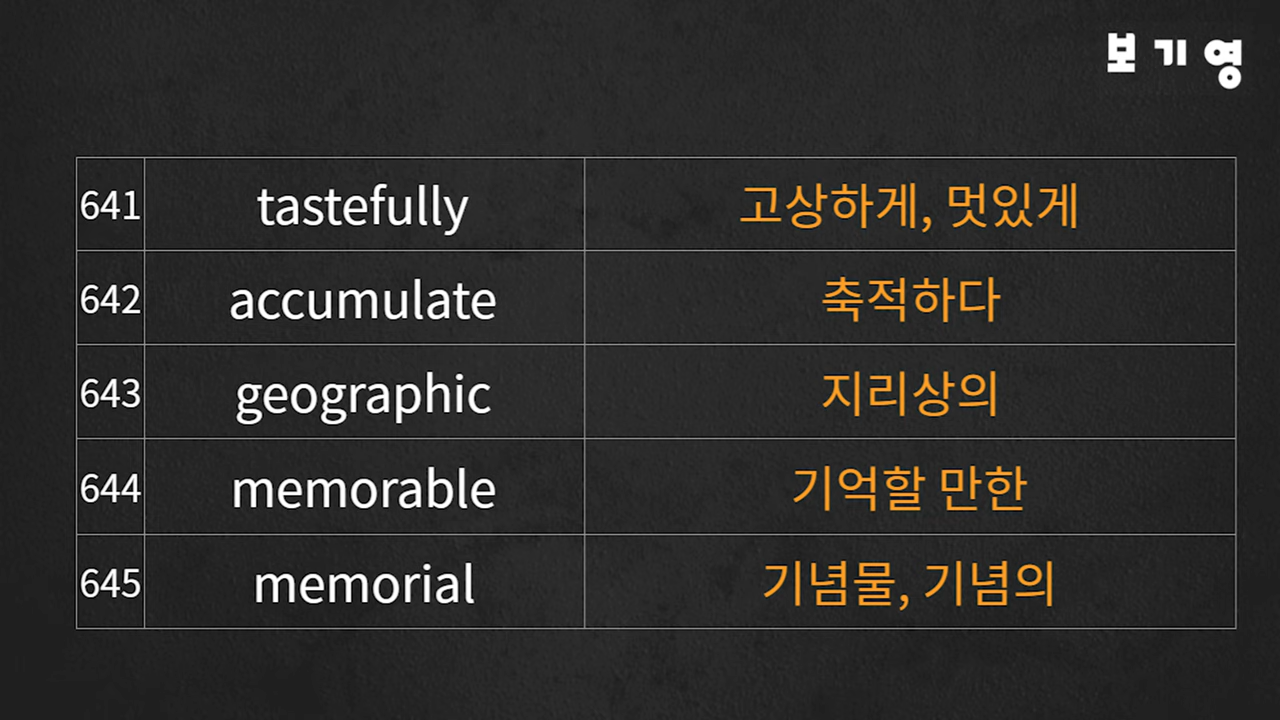 보기영
641 tastefully 고상하게, 멋있게
642 accumulate 축적하다
643 geographic 지리상의
644 memorable 기억할 만한
645 memorial 기념물, 기념의